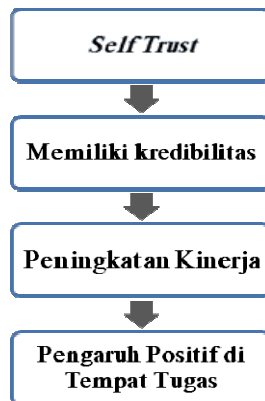 Self Trust
Memiliki kredibilitas
Peningkatan Kinerja
Pengaruh Positif di
Tempat Tugas